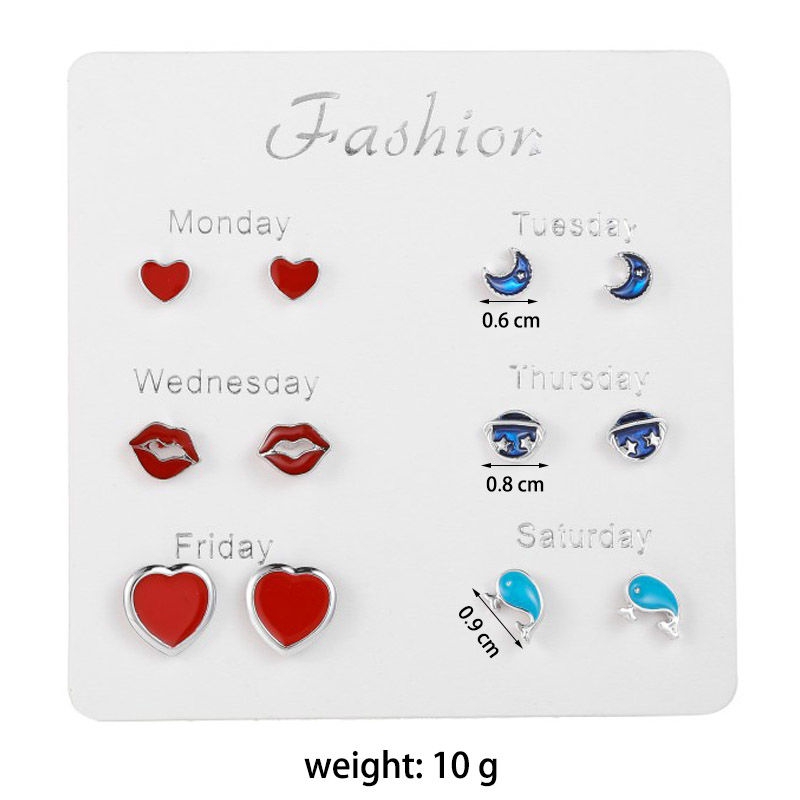 Fashion
Monday
Tuesday
0.6 cm
Wednesday
Thursday
0.8 cm
Friday
Saturday
0.9 cm
weight: 10 g